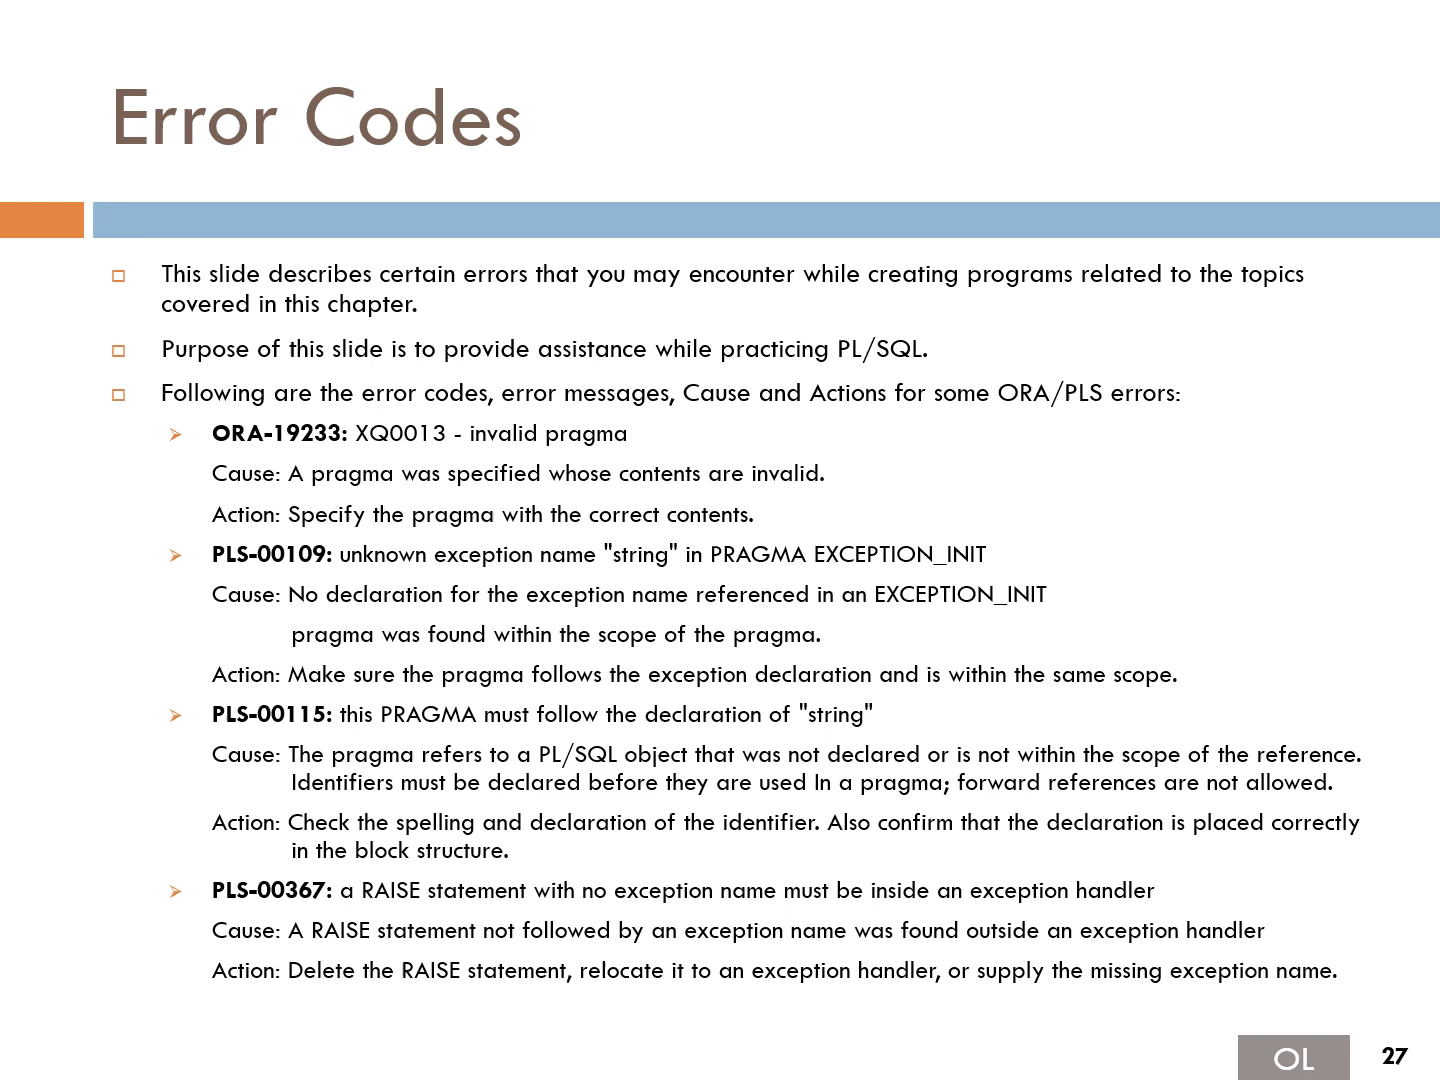 Error Codes
This slide describes certain errors that you may encounter while creating programs related to the topics
covered in this chapter.
Purpose of this slide is to provide assistance while practicing PL/SQL.
Following are the error codes, error messages, Cause and Actions for some ORA/PLS errors:
ORA-19233: XQ0013 - invalid pragma
Cause: A pragma was specified whose contents are invalid.
Action: Specify the pragma with the correct contents.
PLS-00109: unknown exception name "string" in PRAGMA EXCEPTION_INIT
Cause: No declaration for the exception name referenced in an EXCEPTION_INIT
pragma was found within the scope of the pragma.
Action: Make sure the pragma follows the exception declaration and is within the same scope.
PLS-00115: this PRAGMA must follow the declaration of "string"
Cause: The pragma refers to a PL/SQL object that was not declared or is not within the scope of the reference.
Identifiers must be declared before they are used In a pragma; forward references are not allowed.
Action: Check the spelling and declaration of the identifier. Also confirm that the declaration is placed correctly
in the block structure.
PLS-00367: a RAISE statement with no exception name must be inside an exception handler
Cause: A RAISE statement not followed by an exception name was found outside an exception handler
Action: Delete the RAISE statement, relocate it to an exception handler, or supply the missing exception name.
OL
27